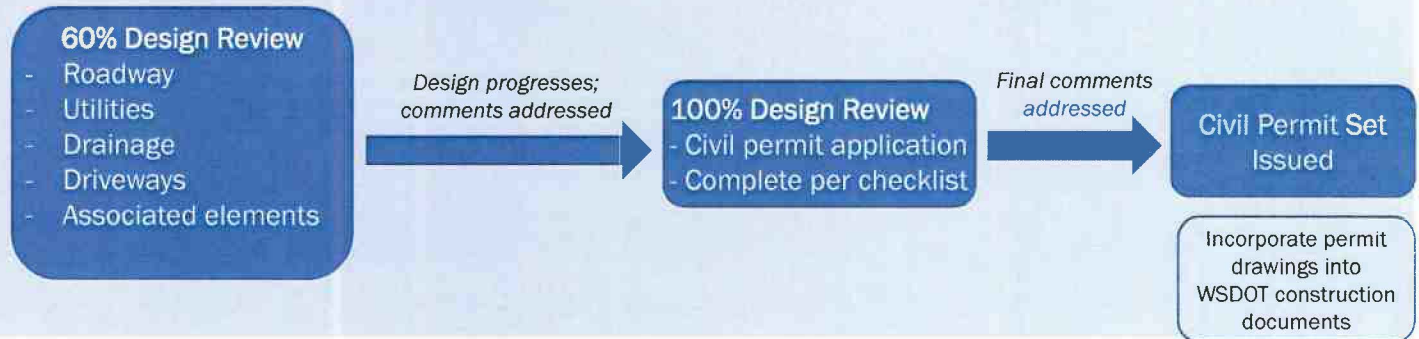 60% Design Review
- Roadway
- Utilities
- Drainage
- Driveways
- Associated elements
Design progresses;
comments addressed
100% Design Review
- Civil permit application
- Complete per checklist
Final comments
addressed
Civil Permit Set
Issued
Incorporate permit
drawings into
WSDOT construction
documents